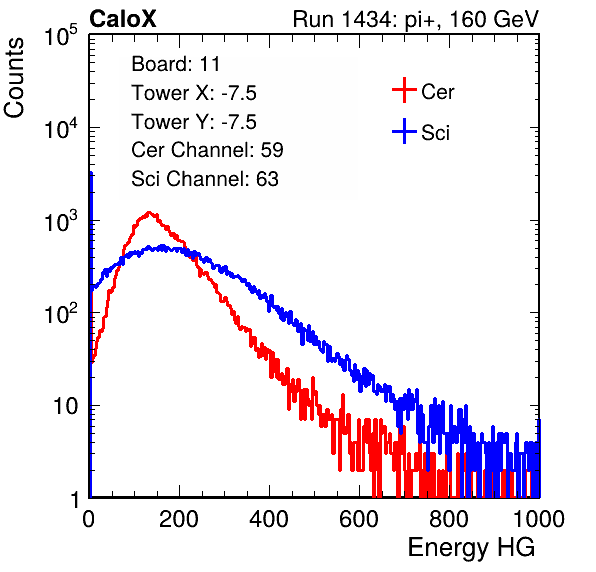 CaloX Run 1434: pi+, 160 GeV
Counts
Board: 11
Tower X: -7.5
Tower Y: -7.5
Cer Channel: 59
Sci Channel: 63
Cer
Sci
10^5
10^4
10^3
10^2
10
1
0 200 400 600 800 1000
Energy HG